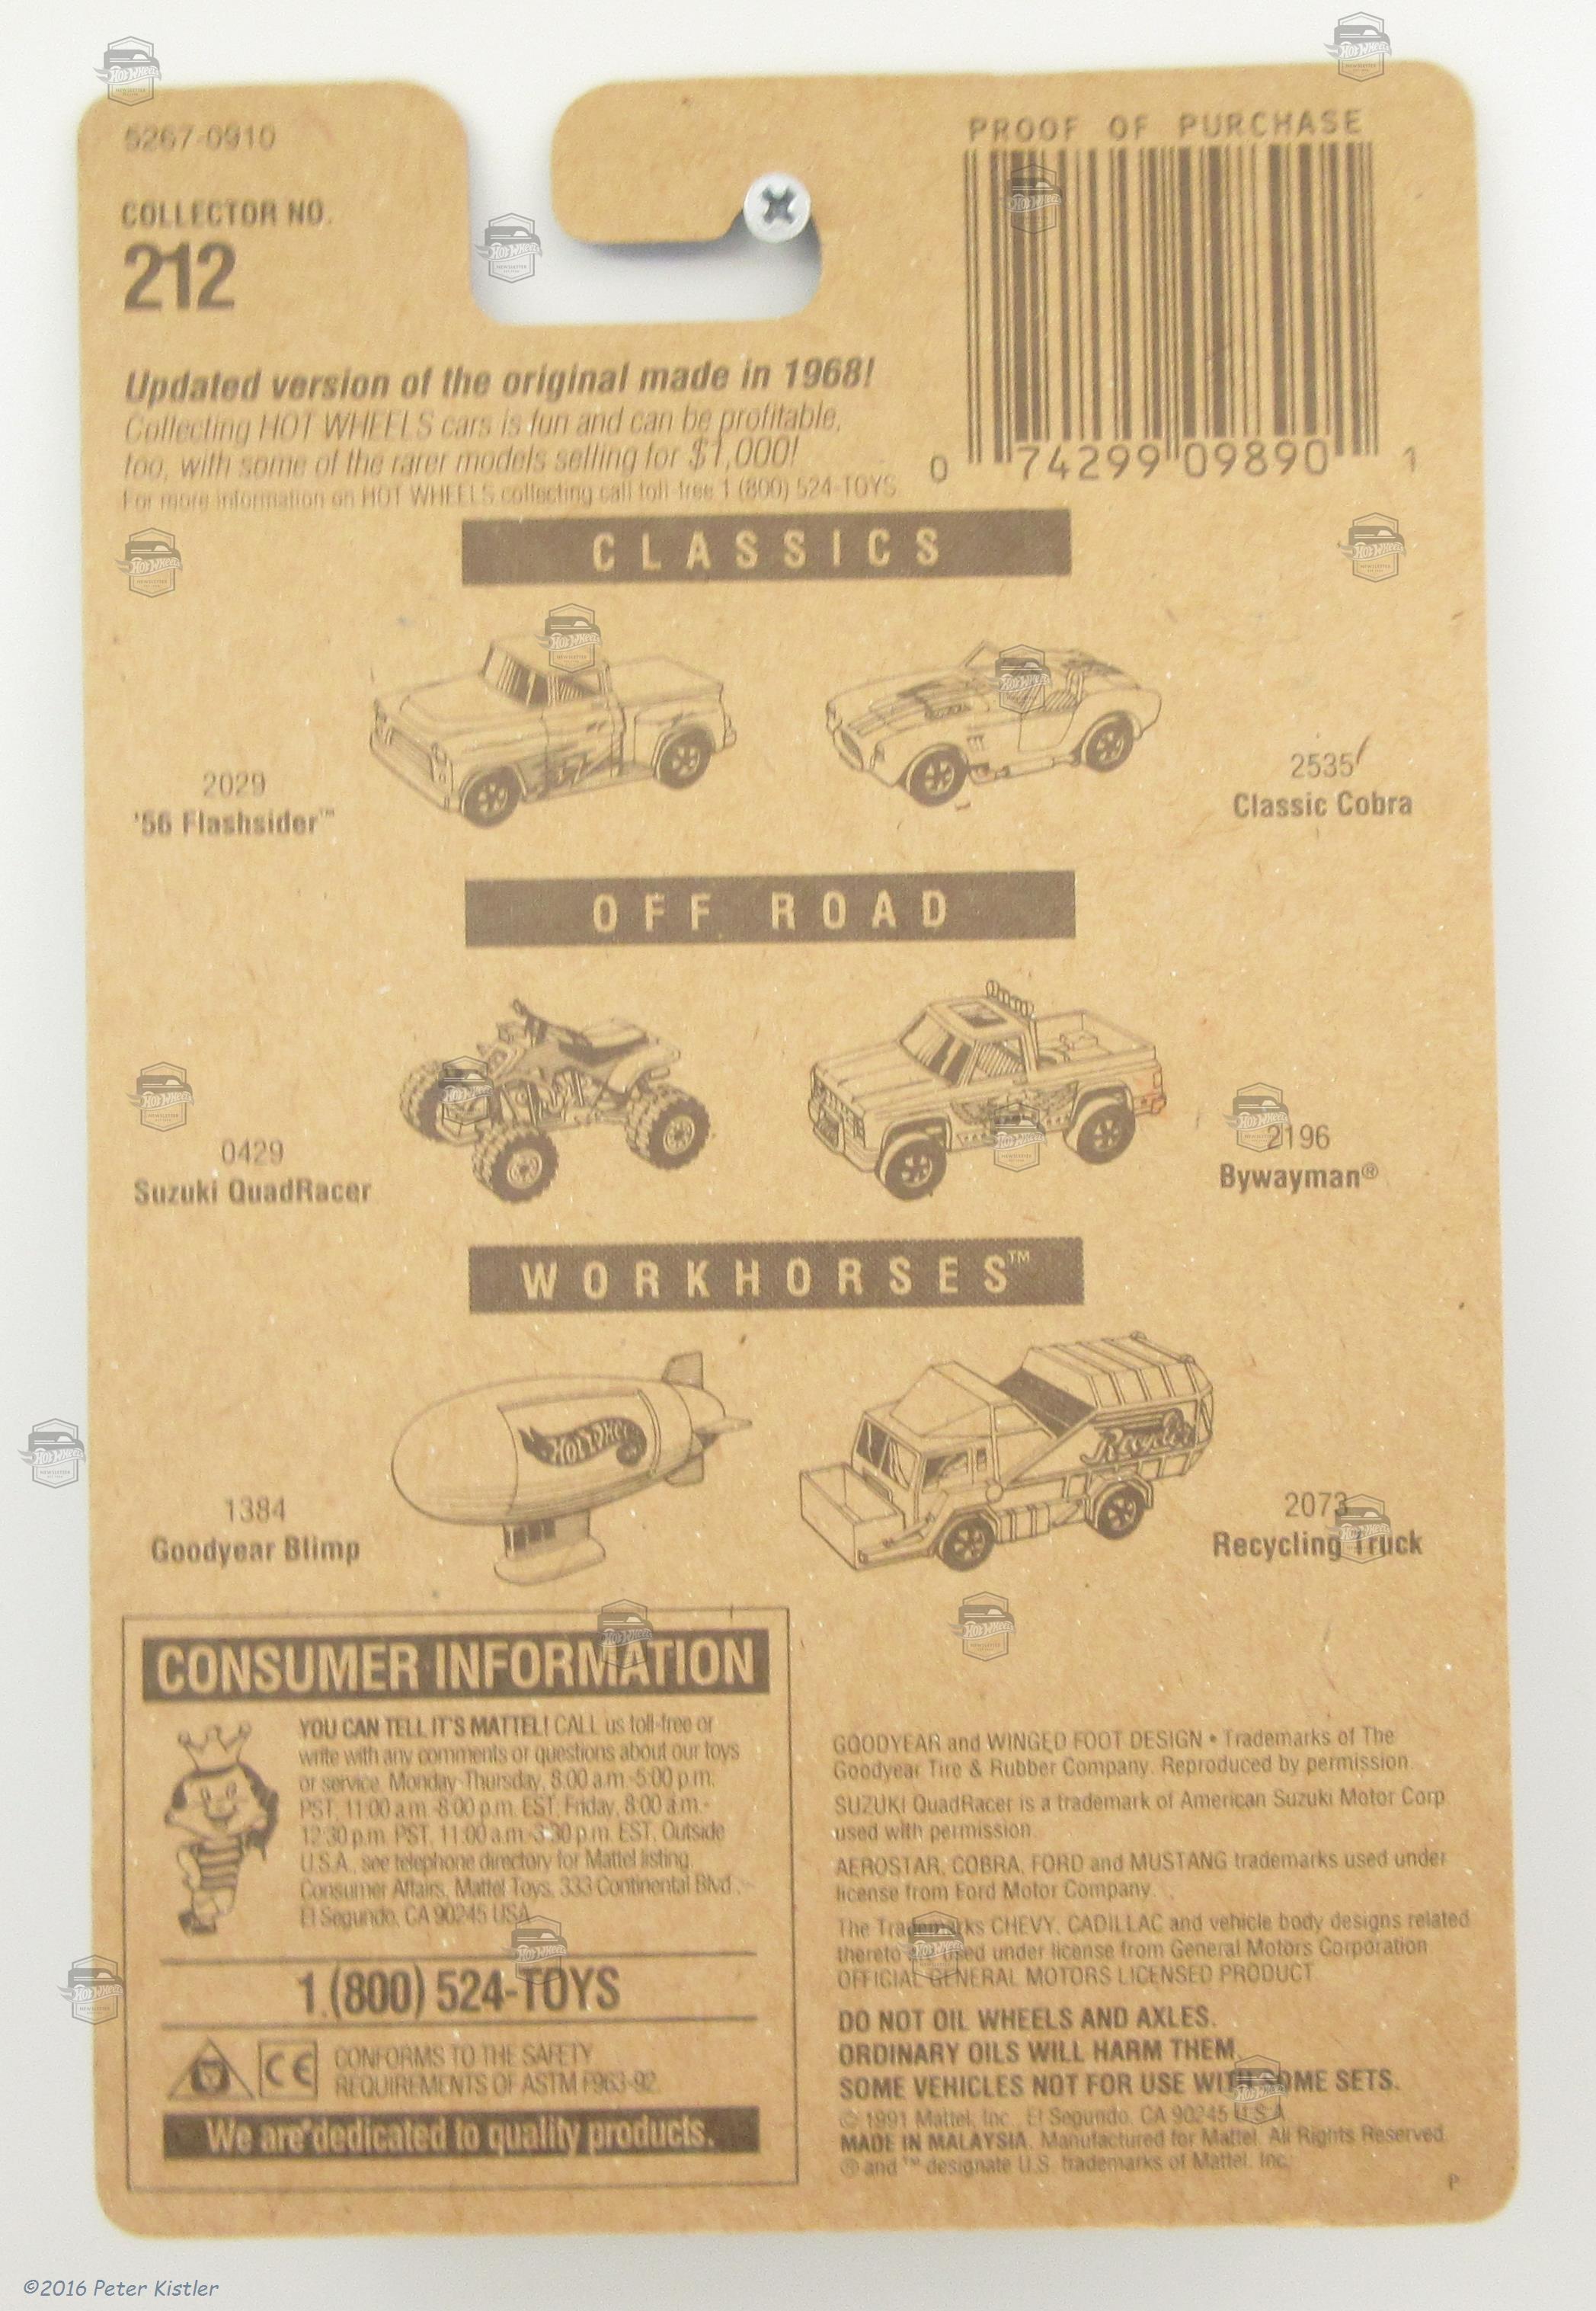 5267-0910
COLLECTOR NO.
212
PROOF OF PURCHASE
0 74299 09890 1
Updated version of the original made in 1968!
Collecting HOT WHEELS cars is fun and can be profitable,
too, with some of the rarer models selling for $1,000!
For more information on HOT WHEELS collecting call toll-free 1 (800) 524-TOYS
CLASSICS
2029
'56 Flashsider™
2535
Classic Cobra
OFF ROAD
0429
Suzuki QuadRacer
2196
Bywayman®
WORKHORSES™
Hot Wheels
Recycler
1384
Goodyear Blimp
2073
Recycling Truck
CONSUMER INFORMATION
YOU CAN TELL IT'S MATTEL! CALL us toll-free or
write with any comments or questions about our toys
or service. Monday-Thursday, 8:00 a.m.-5:00 p.m.
PST, 11:00 a.m.-8:00 p.m. EST, Friday, 8:00 a.m.-
12:30 p.m. PST, 11:00 a.m.-3:30 p.m. EST. Outside
U.S.A., see telephone directory for Mattel listing.
Consumer Affairs, Mattel Toys, 333 Continental Blvd.,
El Segundo, CA 90245 USA
1 (800) 524-TOYS
CE
CONFORMS TO THE SAFETY
REQUIREMENTS OF ASTM F963-92.
We are dedicated to quality products.
GOODYEAR and WINGED FOOT DESIGN • Trademarks of The
Goodyear Tire & Rubber Company. Reproduced by permission.
SUZUKI QuadRacer is a trademark of American Suzuki Motor Corp
used with permission.
AEROSTAR, COBRA, FORD and MUSTANG trademarks used under
license from Ford Motor Company.
The Trademarks CHEVY, CADILLAC and vehicle body designs related
thereto are used under license from General Motors Corporation
OFFICIAL GENERAL MOTORS LICENSED PRODUCT
DO NOT OIL WHEELS AND AXLES.
ORDINARY OILS WILL HARM THEM.
SOME VEHICLES NOT FOR USE WITH SOME SETS.
© 1991 Mattel, Inc., El Segundo, CA 90245 U.S.A.
MADE IN MALAYSIA. Manufactured for Mattel. All Rights Reserved.
® and ™ designate U.S. trademarks of Mattel, Inc.
P
©2016 Peter Kistler